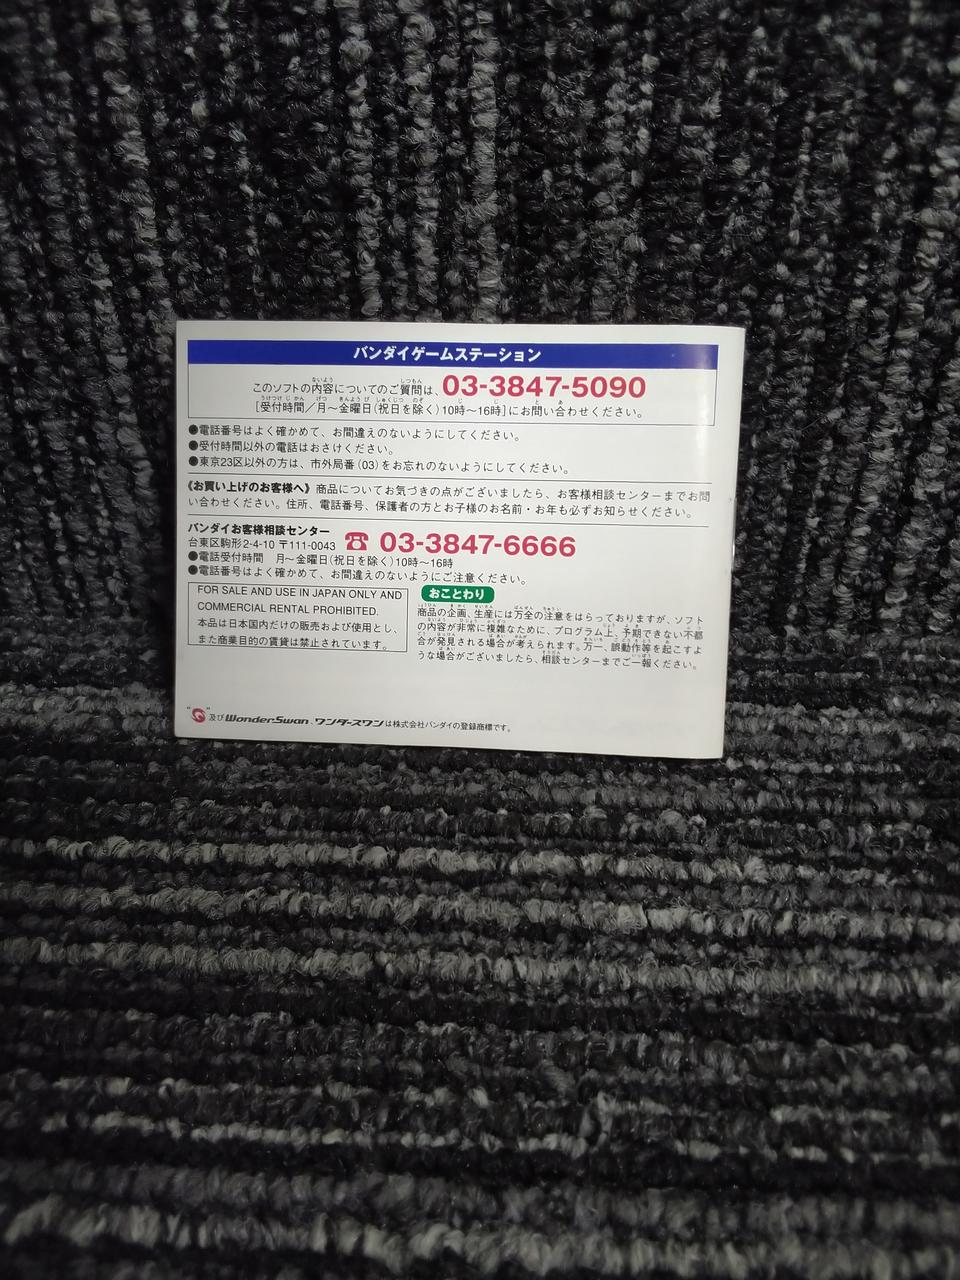 バンダイゲームステーション
このソフトの内容についてのご質問は、03-3847-5090
[受付時間/月～金曜日(祝日を除く)10時～16時]にお問い合わせください。
●電話番号はよく確かめて、お間違えのないようにしてください。
●受付時間以外の電話はおさけください。
●東京23区以外の方は、市外局番(03)をお忘れのないようにしてください。
《お買い上げのお客様へ》商品についてお気づきの点がございましたら、お客様相談センターまでお問
い合わせください。住所、電話番号、保護者の方とお子様のお名前・お年も必ずお知らせください。
バンダイお客様相談センター
台東区駒形2-4-10 〒111-0043 ☎ 03-3847-6666
●電話受付時間 月～金曜日(祝日を除く)10時～16時
●電話番号はよく確かめて、お間違えのないようにご注意ください。
FOR SALE AND USE IN JAPAN ONLY AND
COMMERCIAL RENTAL PROHIBITED.
本品は日本国内だけの販売および使用とし、
また商業目的の賃貸は禁止されています。
おことわり
商品の企画、生産には万全の注意をはらっておりますが、ソフト
の内容が非常に複雑なために、プログラム上、予期できない不都
合が発見される場合が考えられます。万一、誤動作等を起こすよ
うな場合がございましたら、相談センターまでご一報ください。
" "及びWonderSwan、ワンダースワンは株式会社バンダイの登録商標です。